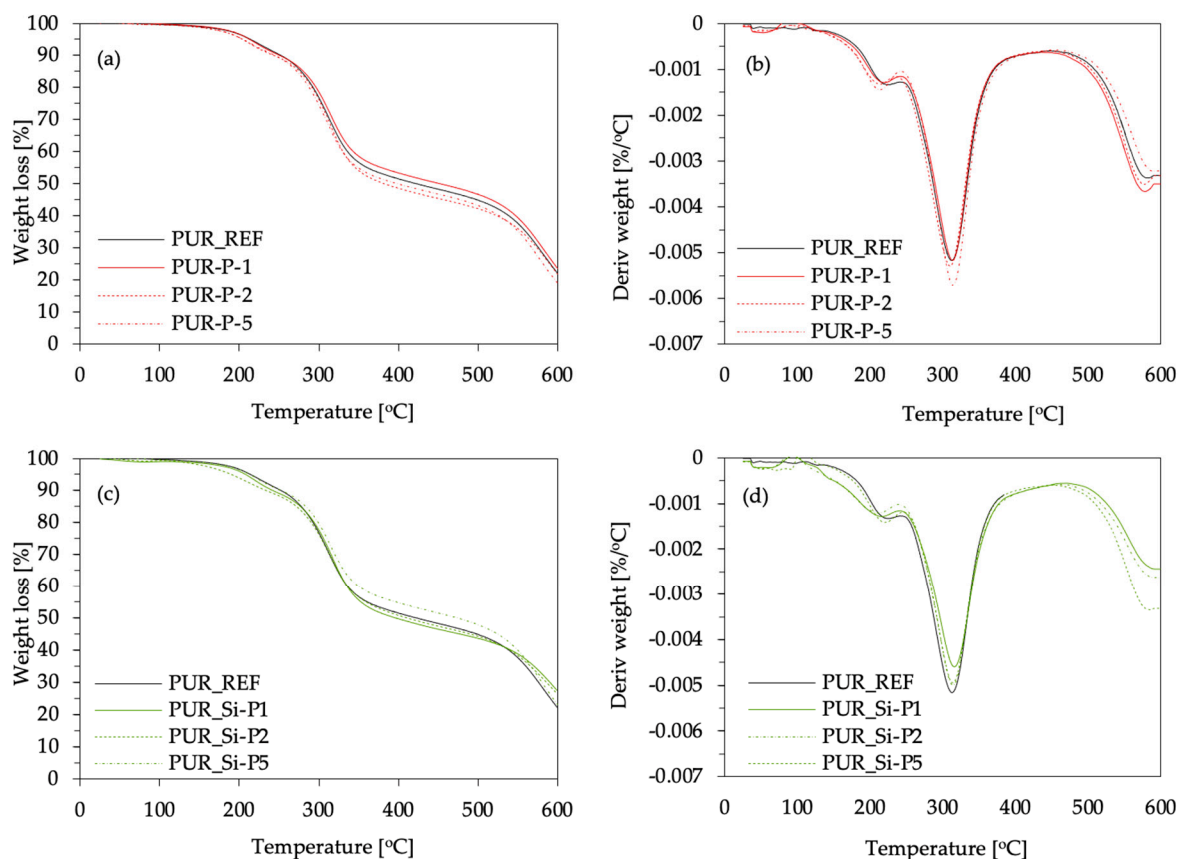 (a)
Weight loss [%]
100
90
80
70
60
50
40
30
20
10
0
PUR_REF
PUR-P-1
PUR-P-2
PUR-P-5
0 100 200 300 400 500 600
Temperature [°C]
(b)
Deriv weight [%/°C]
0
-0.001
-0.002
-0.003
-0.004
-0.005
-0.006
-0.007
PUR_REF
PUR-P-1
PUR-P-2
PUR-P-5
0 100 200 300 400 500 600
Temperature [°C]
(c)
Weight loss [%]
100
90
80
70
60
50
40
30
20
10
0
PUR_REF
PUR_Si-P1
PUR_Si-P2
PUR_Si-P5
0 100 200 300 400 500 600
Temperature [°C]
(d)
Deriv weight [%/°C]
0
-0.001
-0.002
-0.003
-0.004
-0.005
-0.006
-0.007
PUR_REF
PUR_Si-P1
PUR_Si-P2
PUR_Si-P5
0 100 200 300 400 500 600
Temperature [°C]